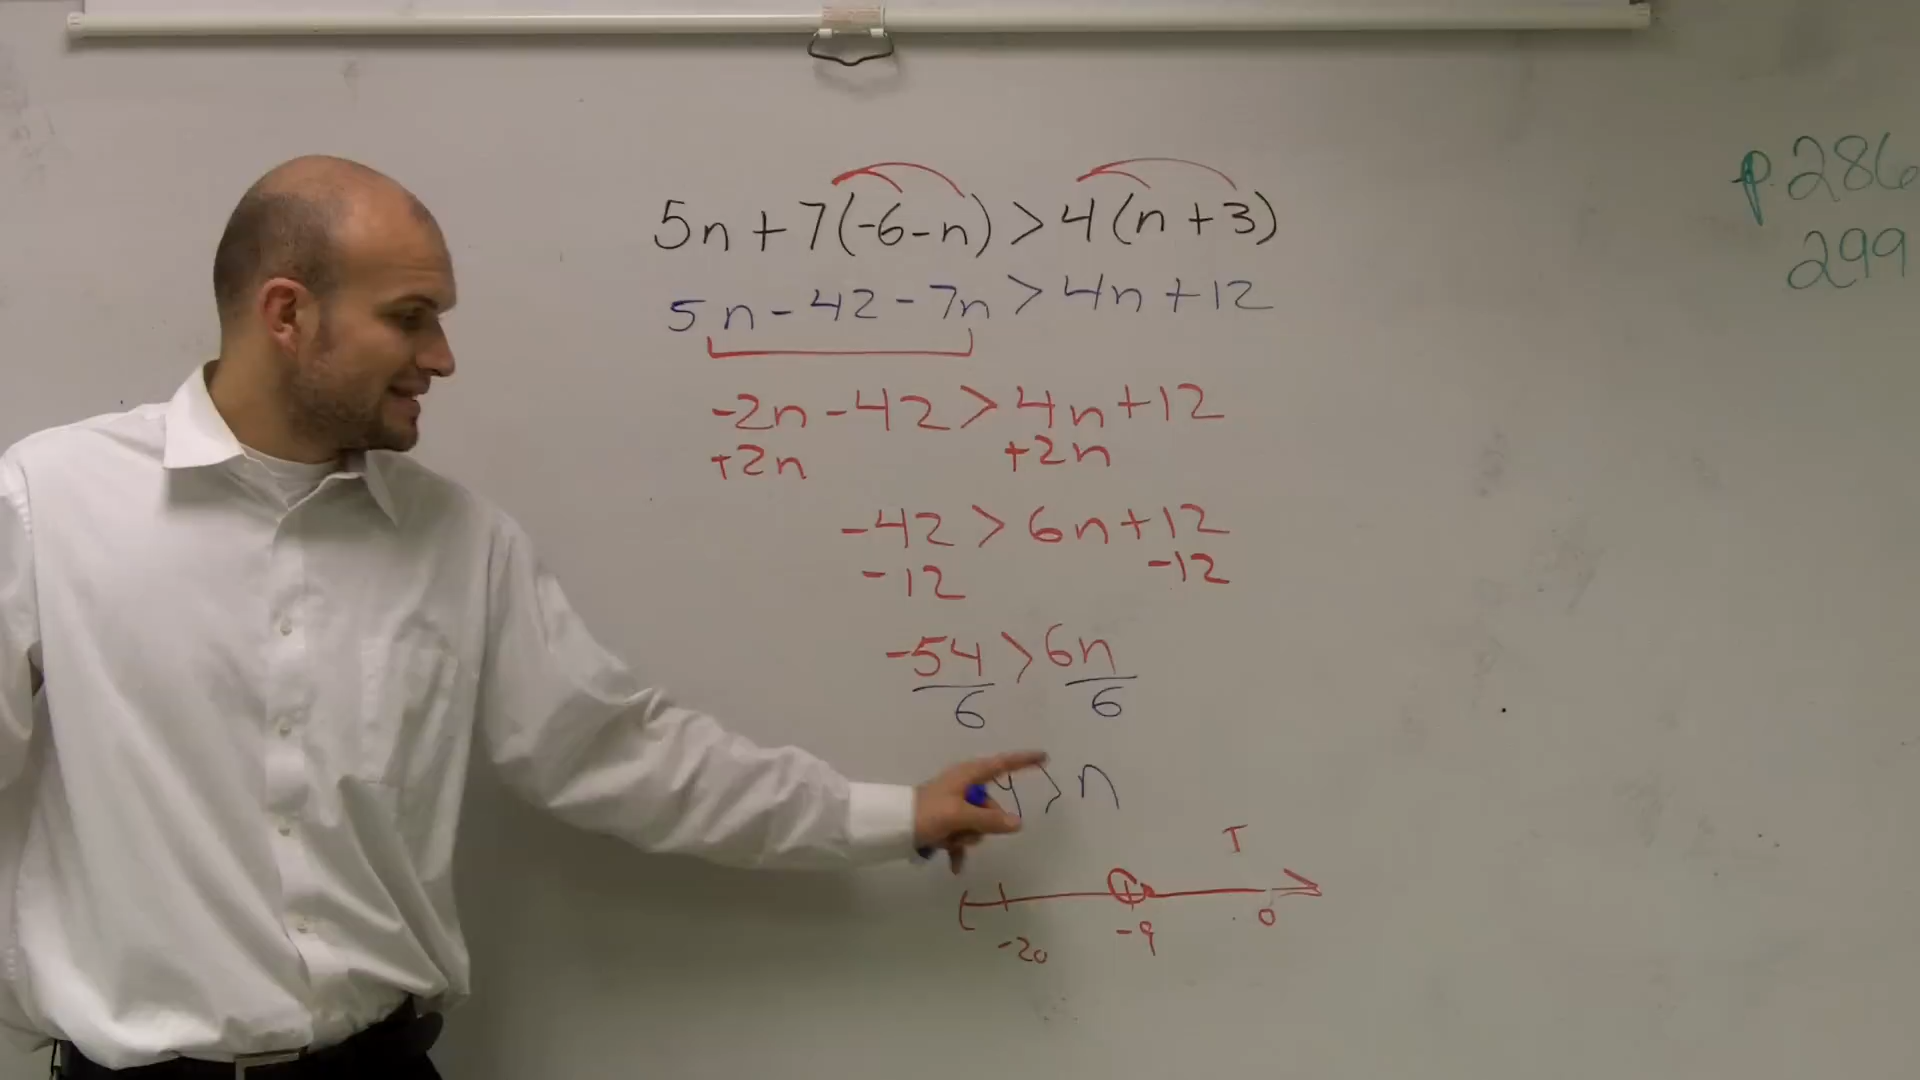 5n + 7(-6-n) > 4(n+3)
5n - 42 - 7n > 4n + 12
-2n - 42 > 4n + 12
+2n +2n
-42 > 6n + 12
-12 -12
-54 > 6n
6 6
> n
T
-20 -9 0
p. 286
299